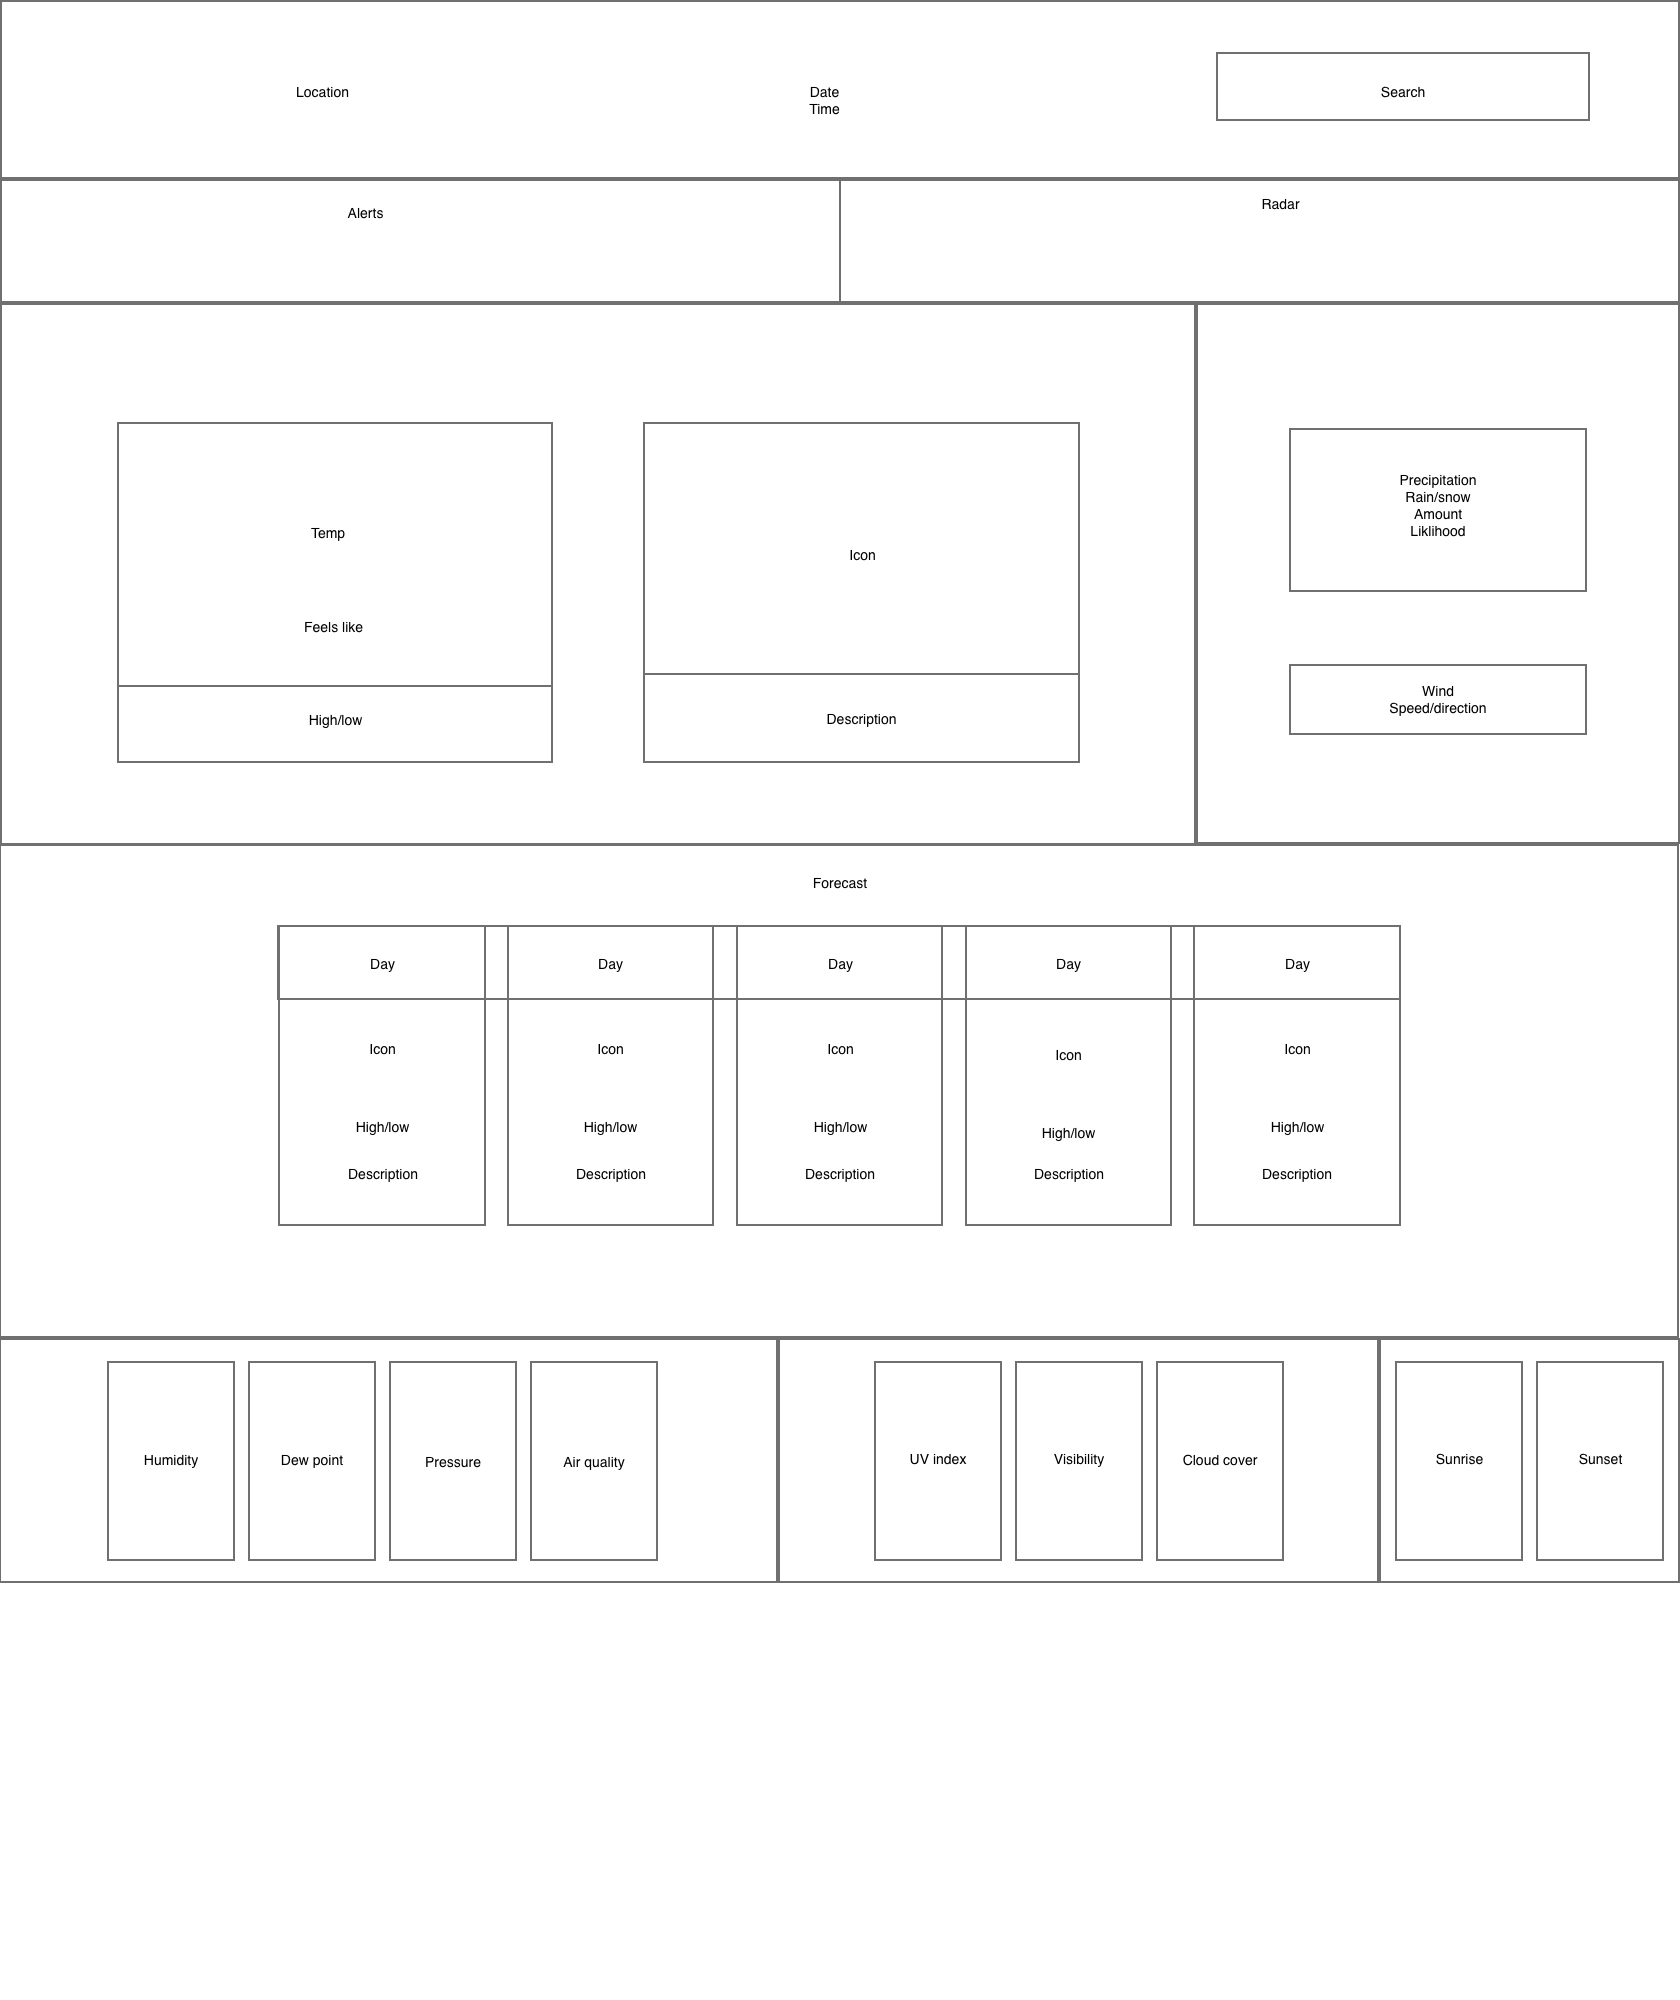 Location
Date
Time
Search
Alerts
Radar
Temp
Feels like
High/low
Icon
Description
Precipitation
Rain/snow
Amount
Liklihood
Wind
Speed/direction
Forecast
Day
Icon
High/low
Description
Day
Icon
High/low
Description
Day
Icon
High/low
Description
Day
Icon
High/low
Description
Day
Icon
High/low
Description
Humidity
Dew point
Pressure
Air quality
UV index
Visibility
Cloud cover
Sunrise
Sunset